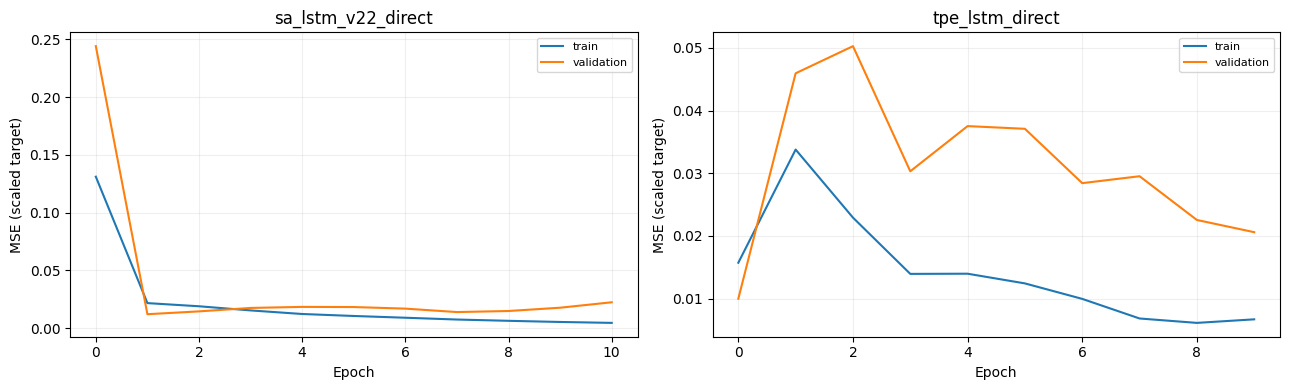 sa_lstm_v22_direct
MSE (scaled target)
0.25
0.20
0.15
0.10
0.05
0.00
train
validation
0 2 4 6 8 10
Epoch
tpe_lstm_direct
MSE (scaled target)
0.05
0.04
0.03
0.02
0.01
train
validation
0 2 4 6 8
Epoch